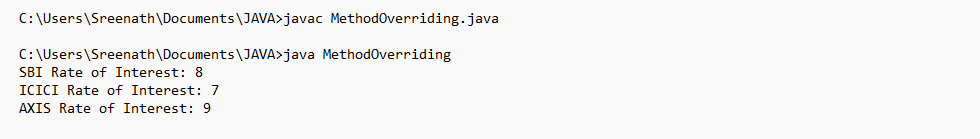 C:\Users\Sreenath\Documents\JAVA>javac MethodOverriding.java
C:\Users\Sreenath\Documents\JAVA>java MethodOverriding
SBI Rate of Interest: 8
ICICI Rate of Interest: 7
AXIS Rate of Interest: 9